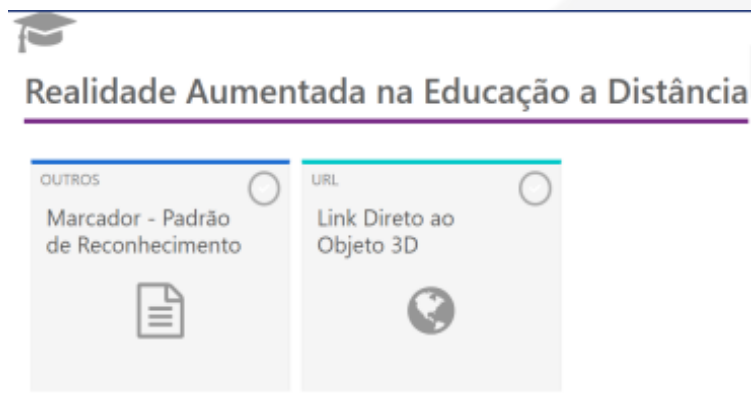 Realidade Aumentada na Educação a Distância
OUTROS
Marcador - Padrão
de Reconhecimento
URL
Link Direto ao
Objeto 3D